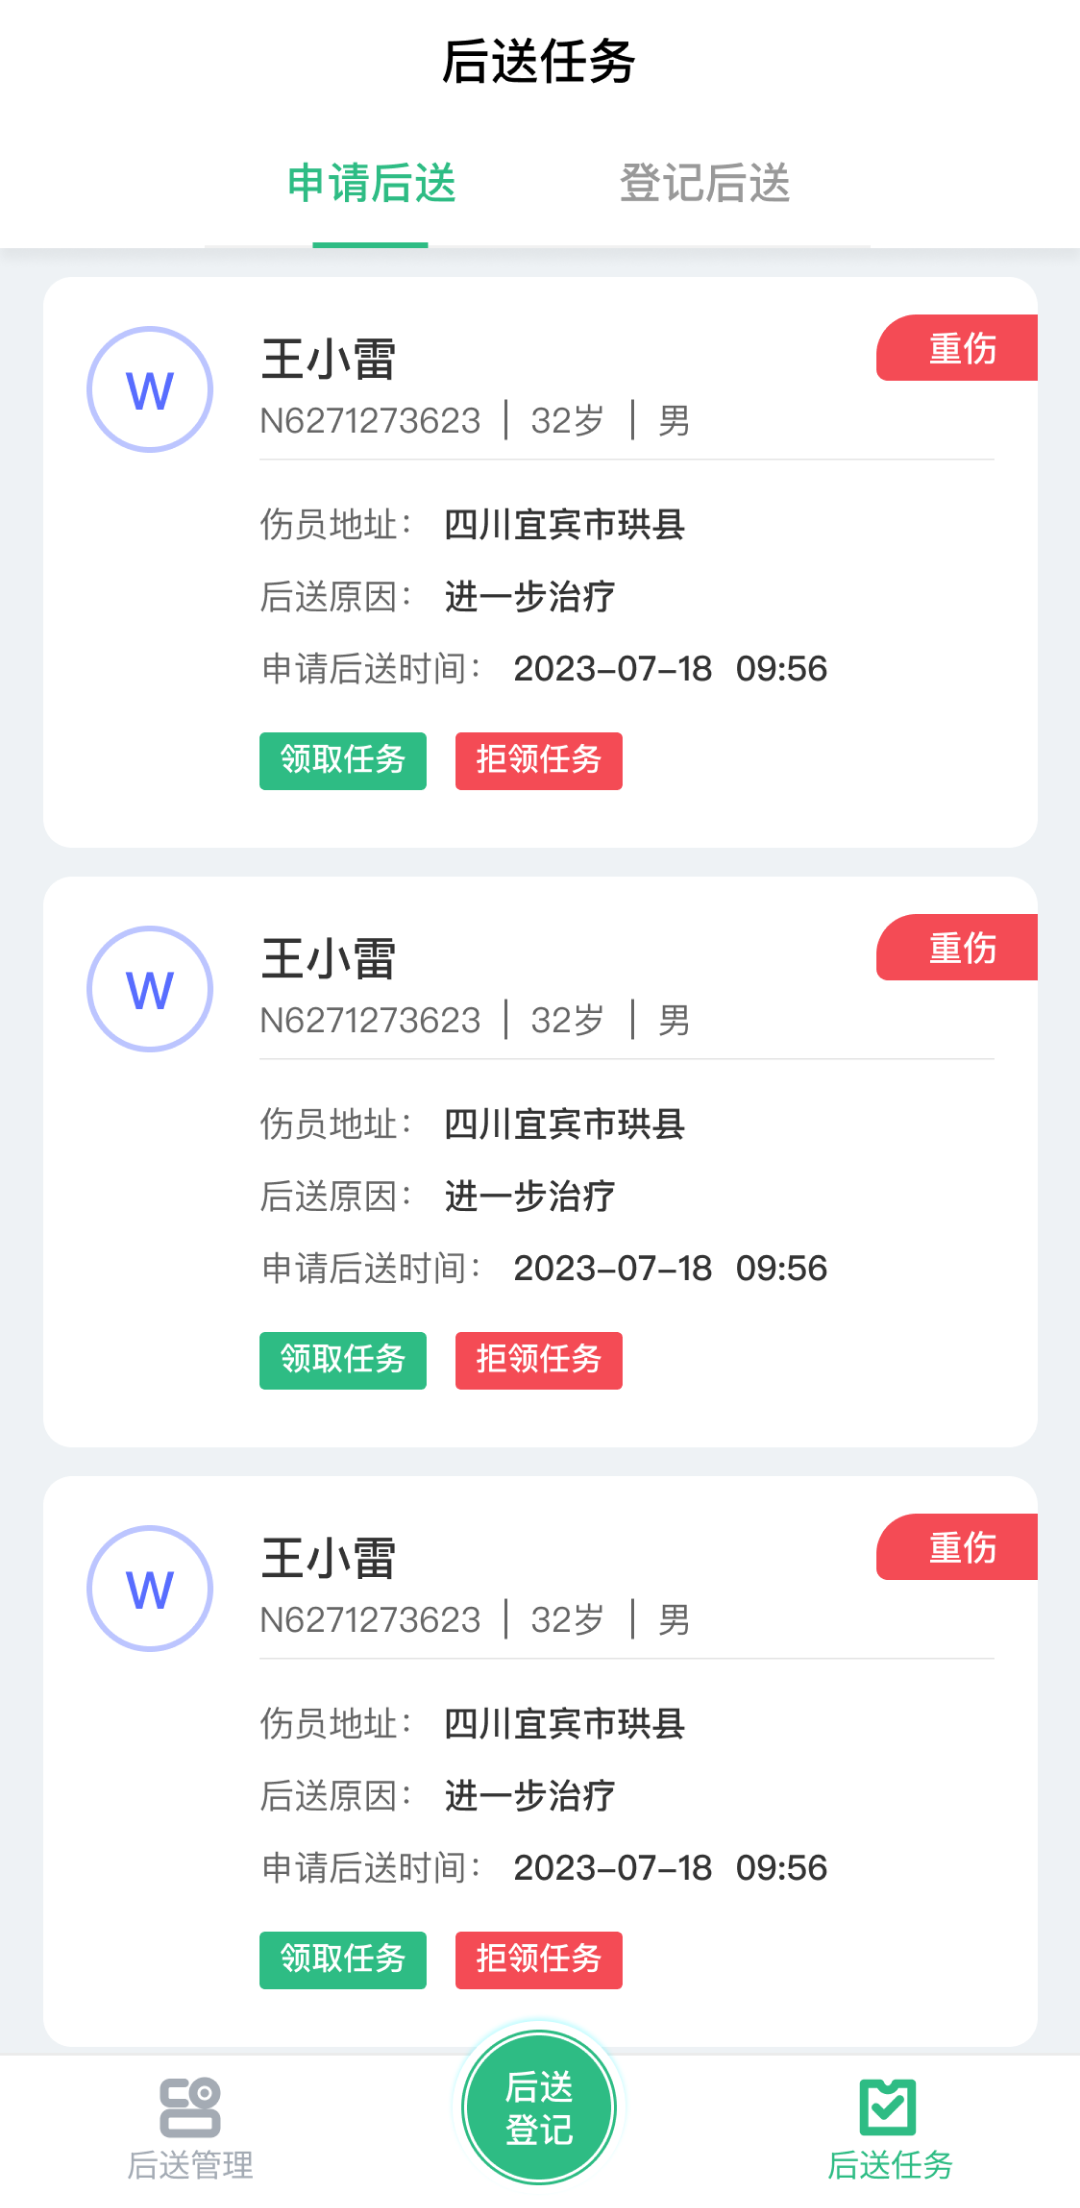 后送任务
申请后送 登记后送
W
王小雷
重伤
N6271273623 | 32岁 | 男
伤员地址： 四川宜宾市珙县
后送原因： 进一步治疗
申请后送时间： 2023-07-18 09:56
领取任务 拒领任务
W
王小雷
重伤
N6271273623 | 32岁 | 男
伤员地址： 四川宜宾市珙县
后送原因： 进一步治疗
申请后送时间： 2023-07-18 09:56
领取任务 拒领任务
W
王小雷
重伤
N6271273623 | 32岁 | 男
伤员地址： 四川宜宾市珙县
后送原因： 进一步治疗
申请后送时间： 2023-07-18 09:56
领取任务 拒领任务
后送管理
后送
登记
后送任务